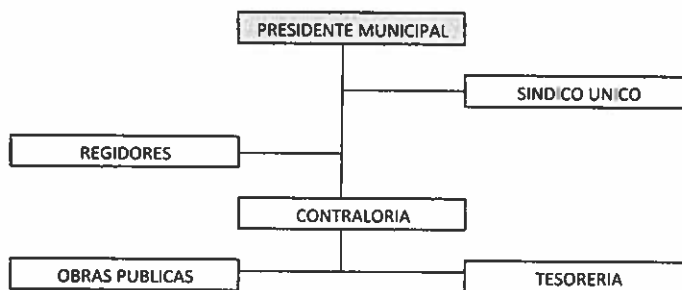 PRESIDENTE MUNICIPAL
SINDICO UNICO
REGIDORES
CONTRALORIA
OBRAS PUBLICAS
TESORERIA